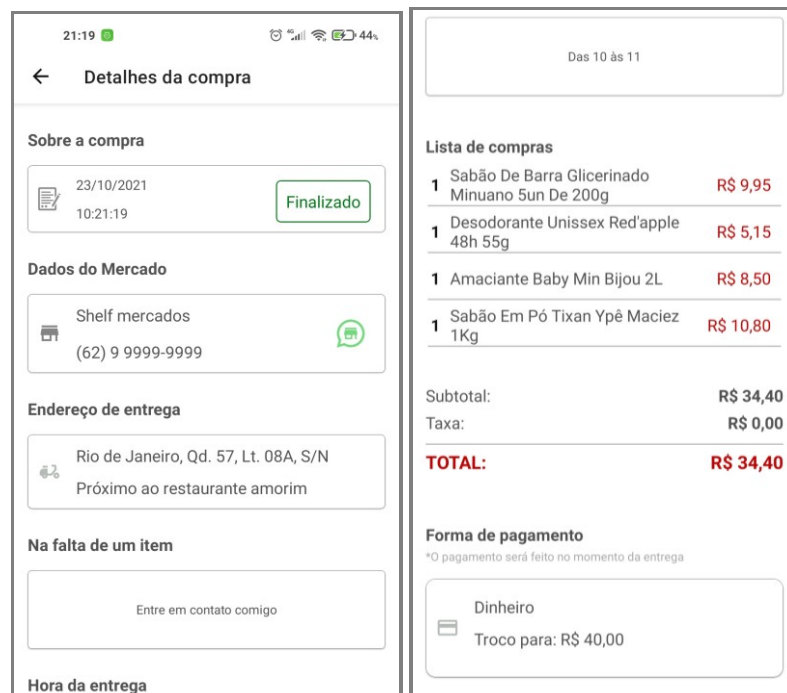 21:19
4G
44%
Detalhes da compra
Sobre a compra
23/10/2021
10:21:19
Finalizado
Dados do Mercado
Shelf mercados
(62) 9 9999-9999
Endereço de entrega
Rio de Janeiro, Qd. 57, Lt. 08A, S/N
Próximo ao restaurante amorim
Na falta de um item
Entre em contato comigo
Hora da entrega
Das 10 às 11
Lista de compras
1 Sabão De Barra Glicerinado
Minuano 5un De 200g R$ 9,95
1 Desodorante Unissex Red'apple
48h 55g R$ 5,15
1 Amaciante Baby Min Bijou 2L R$ 8,50
1 Sabão Em Pó Tixan Ypê Maciez
1Kg R$ 10,80
Subtotal: R$ 34,40
Taxa: R$ 0,00
TOTAL: R$ 34,40
Forma de pagamento
*O pagamento será feito no momento da entrega
Dinheiro
Troco para: R$ 40,00